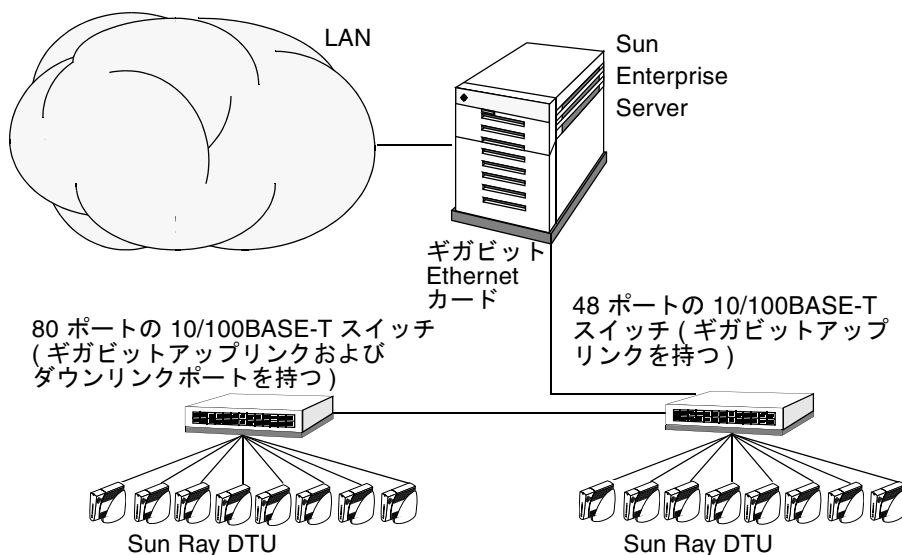 LAN
Sun
Enterprise
Server
ギガビット
Ethernet
カード
80 ポートの 10/100BASE-T スイッチ
( ギガビットアップリンクおよび
ダウンリンクポートを持つ )
48 ポートの 10/100BASE-T
スイッチ ( ギガビットアップ
リンクを持つ )
Sun Ray DTU
Sun Ray DTU